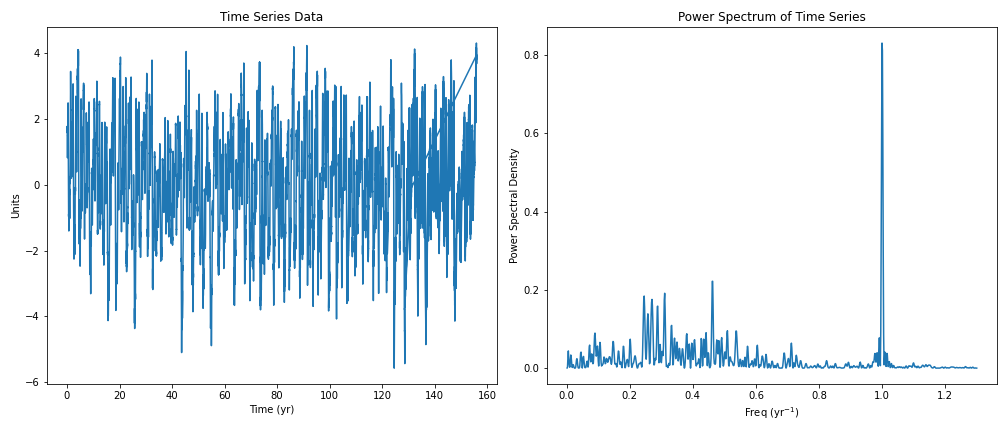 Time Series Data
Units
4
2
0
−2
−4
−6
0 20 40 60 80 100 120 140 160
Time (yr)
Power Spectrum of Time Series
Power Spectral Density
0.8
0.6
0.4
0.2
0.0
0.0 0.2 0.4 0.6 0.8 1.0 1.2
Freq (yr⁻¹)